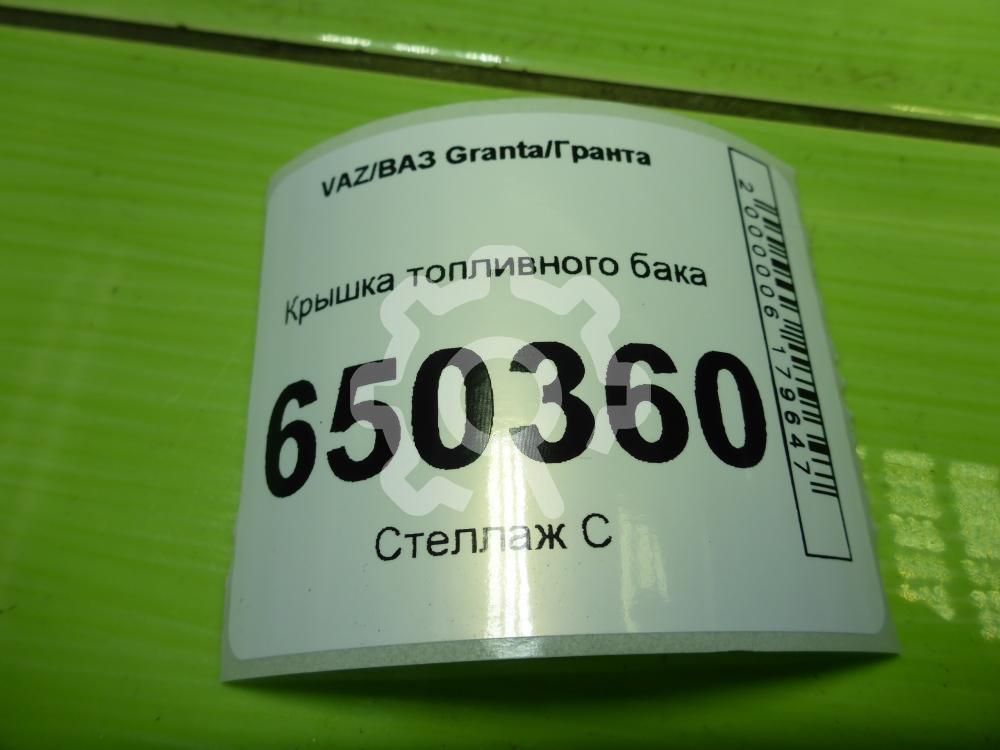 VAZ/ВАЗ Granta/Гранта
Крышка топливного бака
650360
Стеллаж С
2000006179647